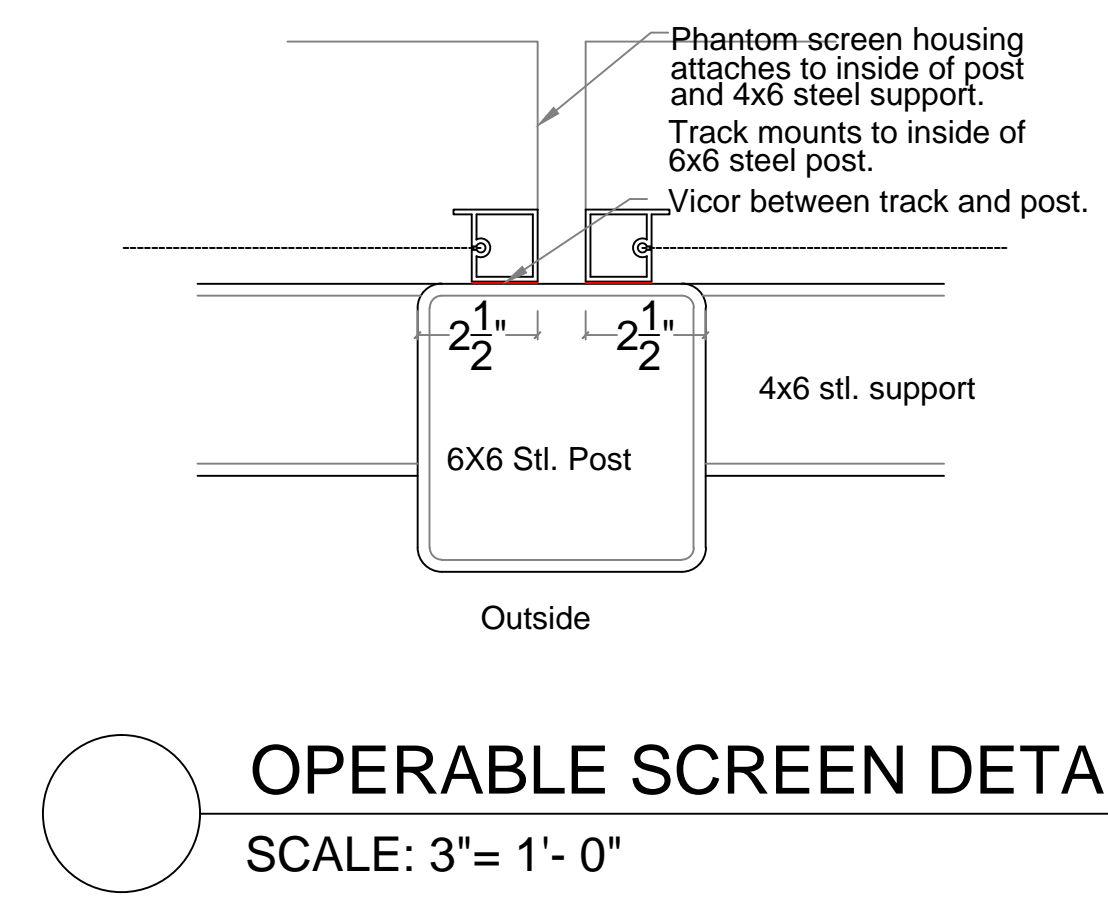 Phantom screen housing
attaches to inside of post
and 4x6 steel support.
Track mounts to inside of
6x6 steel post.
Vicor between track and post.
2 1/2" 2 1/2"
4x6 stl. support
6X6 Stl. Post
Outside
OPERABLE SCREEN DETA
SCALE: 3"= 1'- 0"